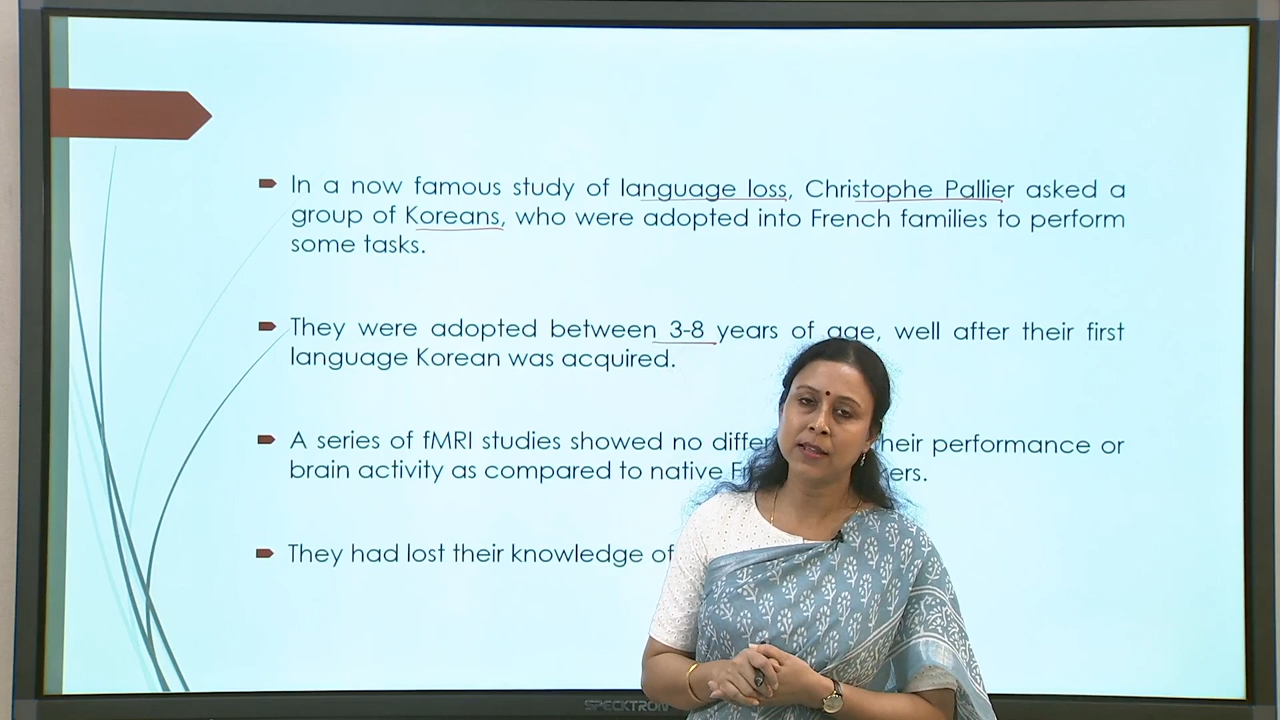 In a now famous study of language loss, Christophe Pallier asked a
group of Koreans, who were adopted into French families to perform
some tasks.
They were adopted between 3-8 years of age, well after their first
language Korean was acquired.
A series of fMRI studies showed no their performance or
brain activity as compared to native
They had lost their knowledge of
SPECKTRON